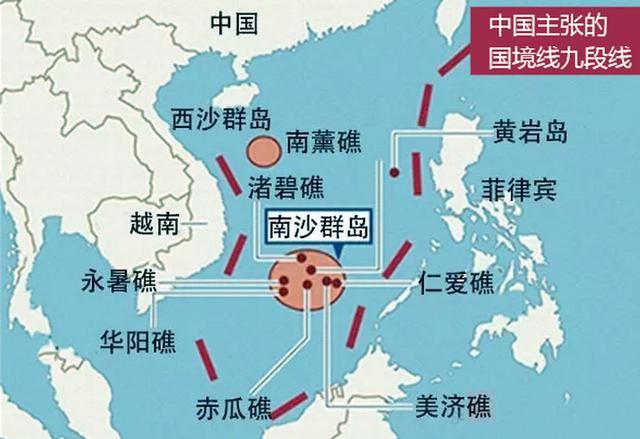 中国
中国主张的
国境线九段线
西沙群岛
南薰礁
黄岩岛
渚碧礁
菲律宾
越南
南沙群岛
永暑礁
仁爱礁
华阳礁
赤瓜礁
美济礁